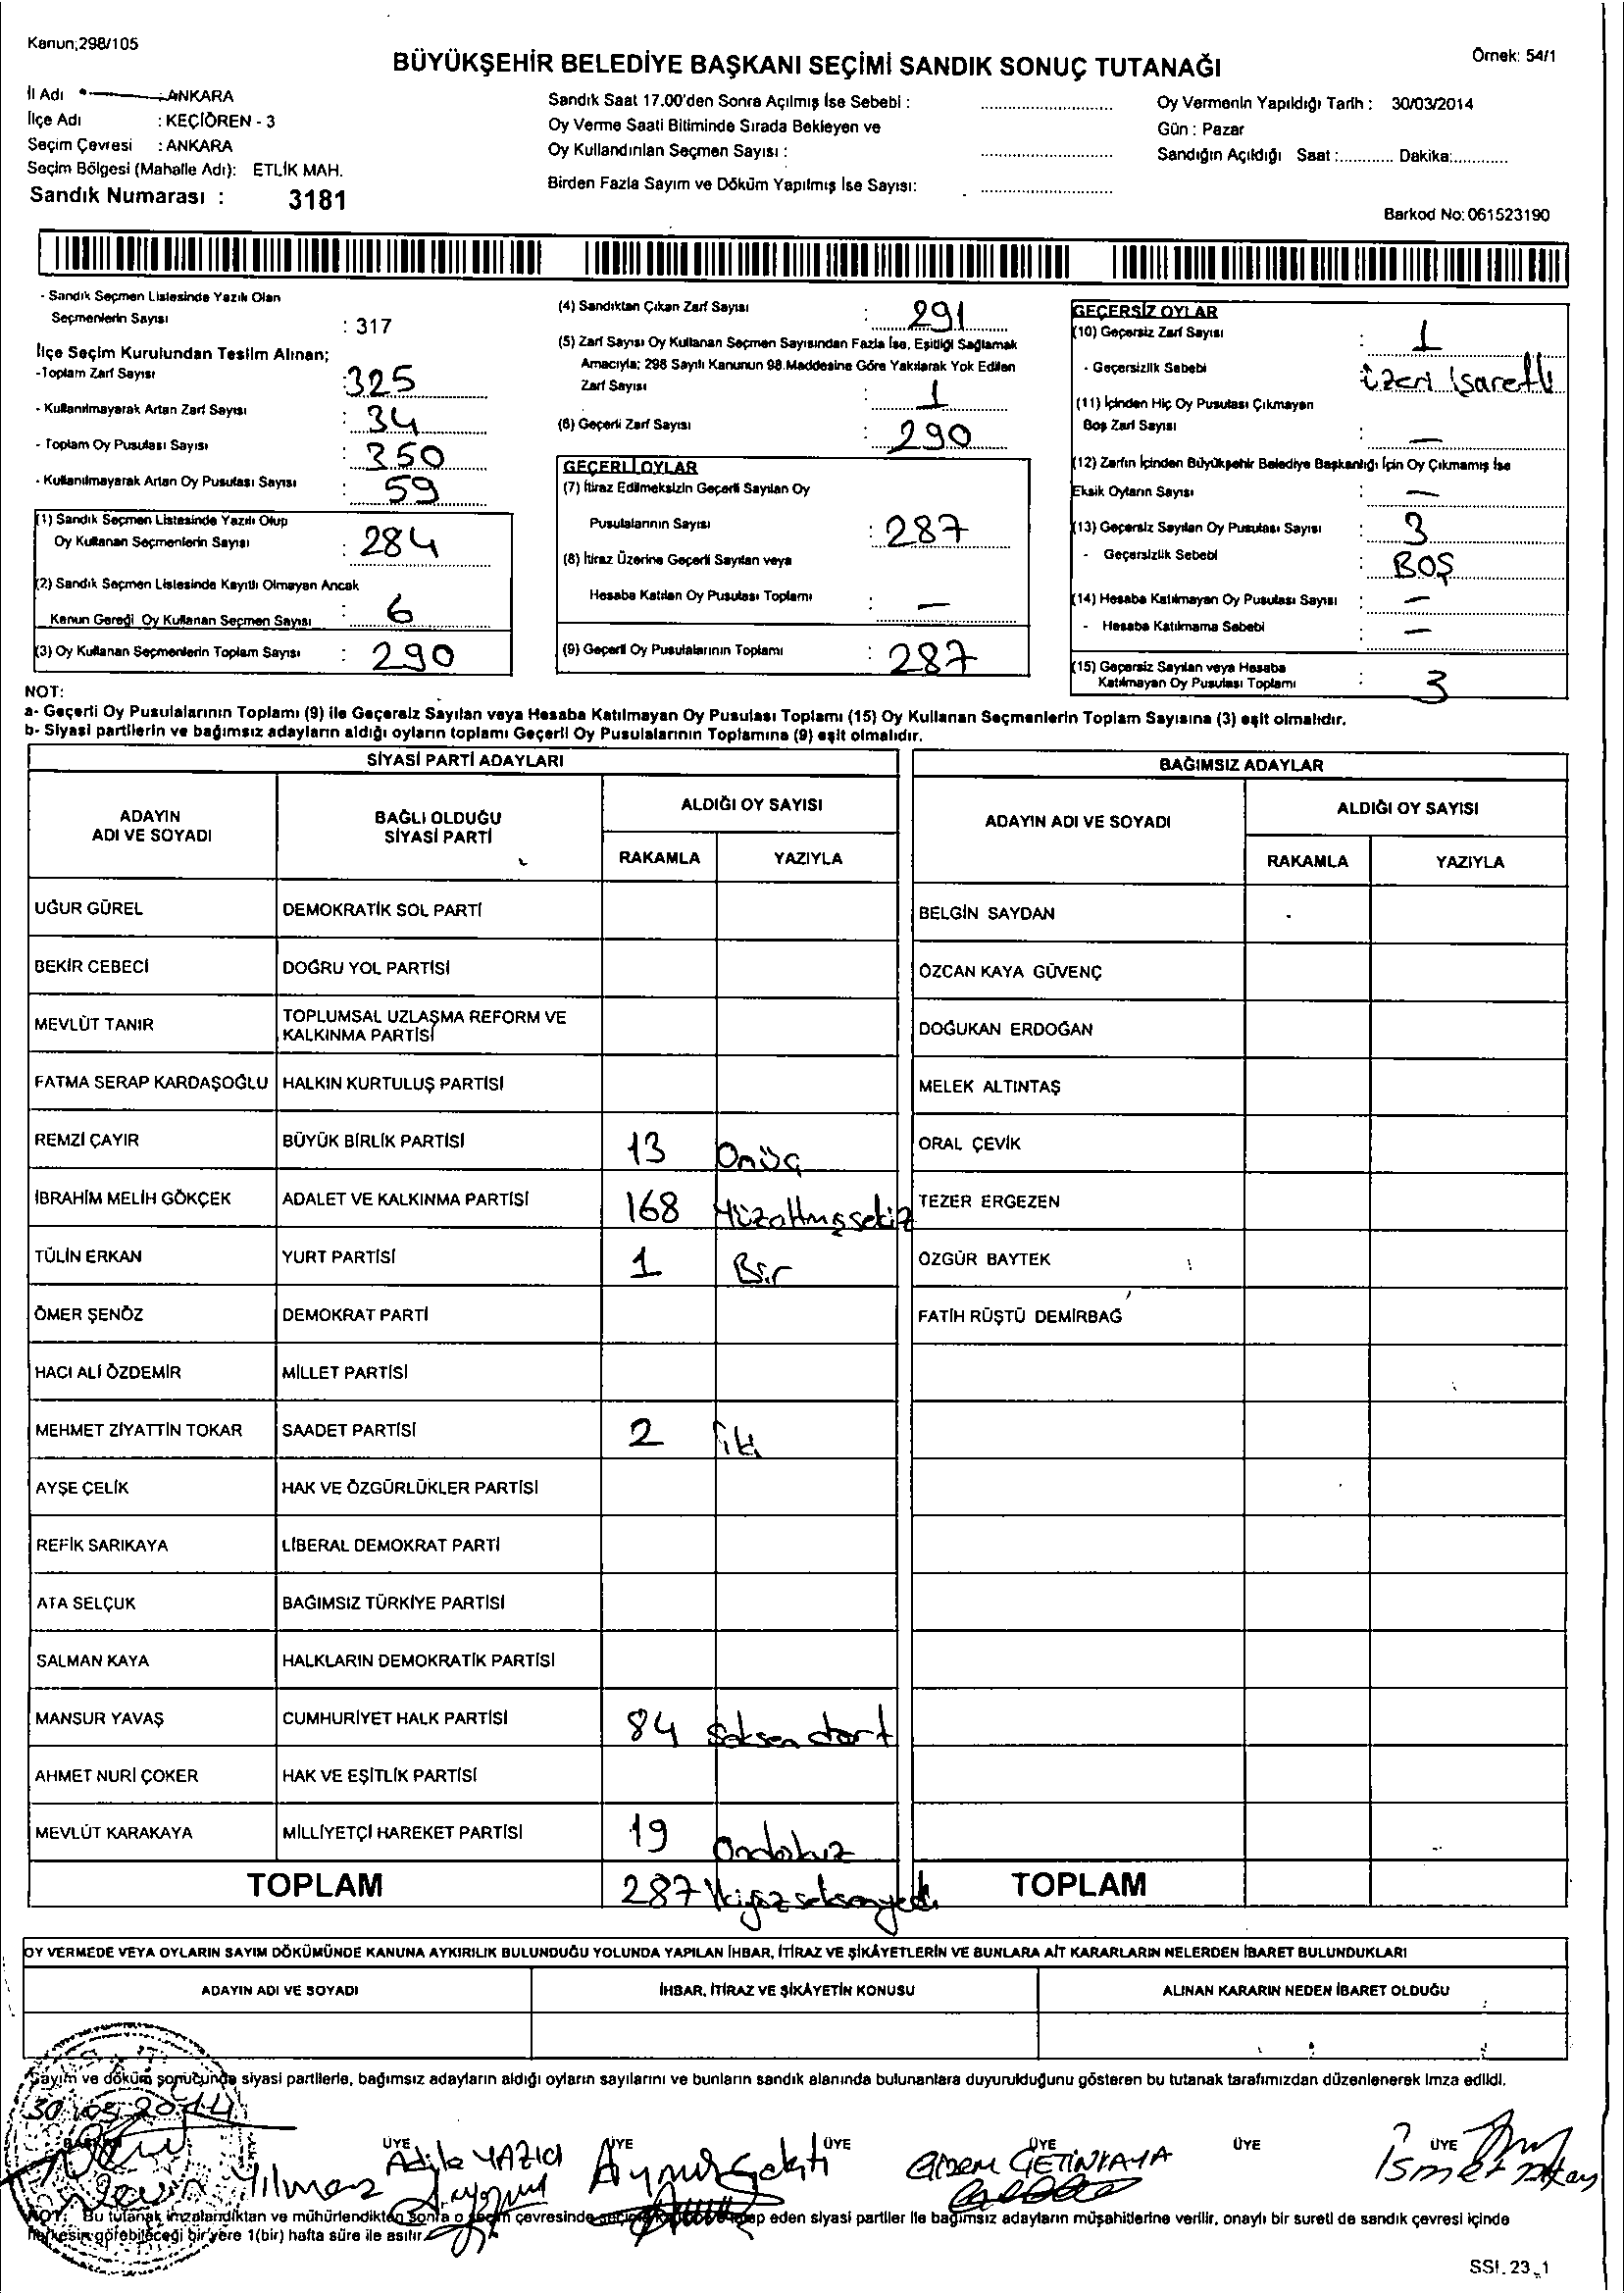 Kanun;298/105
Örnek: 54/1
BÜYÜKŞEHİR BELEDİYE BAŞKANI SEÇİMİ SANDIK SONUÇ TUTANAĞI
İl Adı : ANKARA
İlçe Adı : KEÇİÖREN - 3
Seçim Çevresi : ANKARA
Seçim Bölgesi (Mahalle Adı): ETLİK MAH.
Sandık Numarası : 3181
Sandık Saat 17.00'den Sonra Açılmış İse Sebebi :
Oy Verme Saati Bitiminde Sırada Bekleyen ve
Oy Kullandırılan Seçmen Sayısı :
Birden Fazla Sayım ve Döküm Yapılmış İse Sayısı:
Oy Vermenin Yapıldığı Tarih : 30/03/2014
Gün : Pazar
Sandığın Açıldığı Saat :............ Dakika:............
Barkod No: 061523190
- Sandık Seçmen Listesinde Yazılı Olan
Seçmenlerin Sayısı : 317
İlçe Seçim Kurulundan Teslim Alınan;
-Toplam Zarf Sayısı : 325
- Kullanılmayarak Artan Zarf Sayısı : 34
- Toplam Oy Pusulası Sayısı : 350
- Kullanılmayarak Artan Oy Pusulası Sayısı : 59
(1) Sandık Seçmen Listesinde Yazılı Olup
Oy Kullanan Seçmenlerin Sayısı : 284
(2) Sandık Seçmen Listesinde Kayıtlı Olmayan Ancak
Kanun Gereği Oy Kullanan Seçmen Sayısı : 6
(3) Oy Kullanan Seçmenlerin Toplam Sayısı : 290
(4) Sandıktan Çıkan Zarf Sayısı : 291
(5) Zarf Sayısı Oy Kullanan Seçmen Sayısından Fazla İse, Eşitliği Sağlamak
Amacıyla; 298 Sayılı Kanunun 98.Maddesine Göre Yakılarak Yok Edilen
Zarf Sayısı : 1
(6) Geçerli Zarf Sayısı : 290
GEÇERLİ OYLAR
(7) İtiraz Edilmeksizin Geçerli Sayılan Oy
Pusulalarının Sayısı : 287
(8) İtiraz Üzerine Geçerli Sayılan veya
Hesaba Katılan Oy Pusulası Toplamı : —
(9) Geçerli Oy Pusulalarının Toplamı : 287
GEÇERSİZ OYLAR
(10) Geçersiz Zarf Sayısı : 1
- Geçersizlik Sebebi : üzeri işaretli
(11) İçinden Hiç Oy Pusulası Çıkmayan
Boş Zarf Sayısı : —
(12) Zarfın İçinden Büyükşehir Belediye Başkanlığı İçin Oy Çıkmamış İse
Eksik Oyların Sayısı : —
(13) Geçersiz Sayılan Oy Pusulası Sayısı : 3
- Geçersizlik Sebebi : BOŞ
(14) Hesaba Katılmayan Oy Pusulası Sayısı : —
- Hesaba Katılmama Sebebi : —
(15) Geçersiz Sayılan veya Hesaba
Katılmayan Oy Pusulası Toplamı : 3
NOT:
a- Geçerli Oy Pusulalarının Toplamı (9) ile Geçersiz Sayılan veya Hesaba Katılmayan Oy Pusulası Toplamı (15) Oy Kullanan Seçmenlerin Toplam Sayısına (3) eşit olmalıdır.
b- Siyasi partilerin ve bağımsız adayların aldığı oyların toplamı Geçerli Oy Pusulalarının Toplamına (9) eşit olmalıdır.
SİYASİ PARTİ ADAYLARI
ADAYIN ADI VE SOYADI
BAĞLI OLDUĞU SİYASİ PARTİ
ALDIĞI OY SAYISI
RAKAMLA YAZIYLA
UĞUR GÜREL DEMOKRATİK SOL PARTİ
BEKİR CEBECİ DOĞRU YOL PARTİSİ
MEVLÜT TANIR TOPLUMSAL UZLAŞMA REFORM VE
KALKINMA PARTİSİ
FATMA SERAP KARDAŞOĞLU HALKIN KURTULUŞ PARTİSİ
REMZİ ÇAYIR BÜYÜK BİRLİK PARTİSİ 13 Onüç
İBRAHİM MELİH GÖKÇEK ADALET VE KALKINMA PARTİSİ 168 Yüzaltmışsekiz
TÜLİN ERKAN YURT PARTİSİ 1 Bir
ÖMER ŞENÖZ DEMOKRAT PARTİ
HACI ALİ ÖZDEMİR MİLLET PARTİSİ
MEHMET ZİYATTİN TOKAR SAADET PARTİSİ 2 iki
AYŞE ÇELİK HAK VE ÖZGÜRLÜKLER PARTİSİ
REFİK SARIKAYA LİBERAL DEMOKRAT PARTİ
ATA SELÇUK BAĞIMSIZ TÜRKİYE PARTİSİ
SALMAN KAYA HALKLARIN DEMOKRATİK PARTİSİ
MANSUR YAVAŞ CUMHURİYET HALK PARTİSİ 84 Seksen dört
AHMET NURİ ÇOKER HAK VE EŞİTLİK PARTİSİ
MEVLÜT KARAKAYA MİLLİYETÇİ HAREKET PARTİSİ 19 Ondokuz
TOPLAM 287 ikiyüzseksenyedi
BAĞIMSIZ ADAYLAR
ADAYIN ADI VE SOYADI
ALDIĞI OY SAYISI
RAKAMLA YAZIYLA
BELGİN SAYDAN
ÖZCAN KAYA GÜVENÇ
DOĞUKAN ERDOĞAN
MELEK ALTINTAŞ
ORAL ÇEVİK
TEZER ERGEZEN
ÖZGÜR BAYTEK
FATİH RÜŞTÜ DEMİRBAĞ
TOPLAM
OY VERMEDE VEYA OYLARIN SAYIM DÖKÜMÜNDE KANUNA AYKIRILIK BULUNDUĞU YOLUNDA YAPILAN İHBAR, İTİRAZ VE ŞİKÂYETLERİN VE BUNLARA AİT KARARLARIN NELERDEN İBARET BULUNDUKLARI
ADAYIN ADI VE SOYADI İHBAR, İTİRAZ VE ŞİKÂYETİN KONUSU ALINAN KARARIN NEDEN İBARET OLDUĞU
Sayım ve döküm sonucunda siyasi partilerle, bağımsız adayların aldığı oyların sayılarını ve bunların sandık alanında bulunanlara duyurulduğunu gösteren bu tutanak tarafımızdan düzenlenerek imza edildi.
30.03.2014
ÜYE ÜYE ÜYE ÜYE ÜYE ÜYE
Yılmaz Adile YAZICI Aynur GETİNKAYA İsmet
NOT: Bu tutanak imzalandıktan ve mühürlendikten sonra o seçim çevresinde eden siyasi partiler ile bağımsız adayların müşahitlerine verilir, onaylı bir sureti de sandık çevresi içinde
herkesin görebileceği bir yere 1(bir) hafta süre ile asılır.
SSI. 23_1